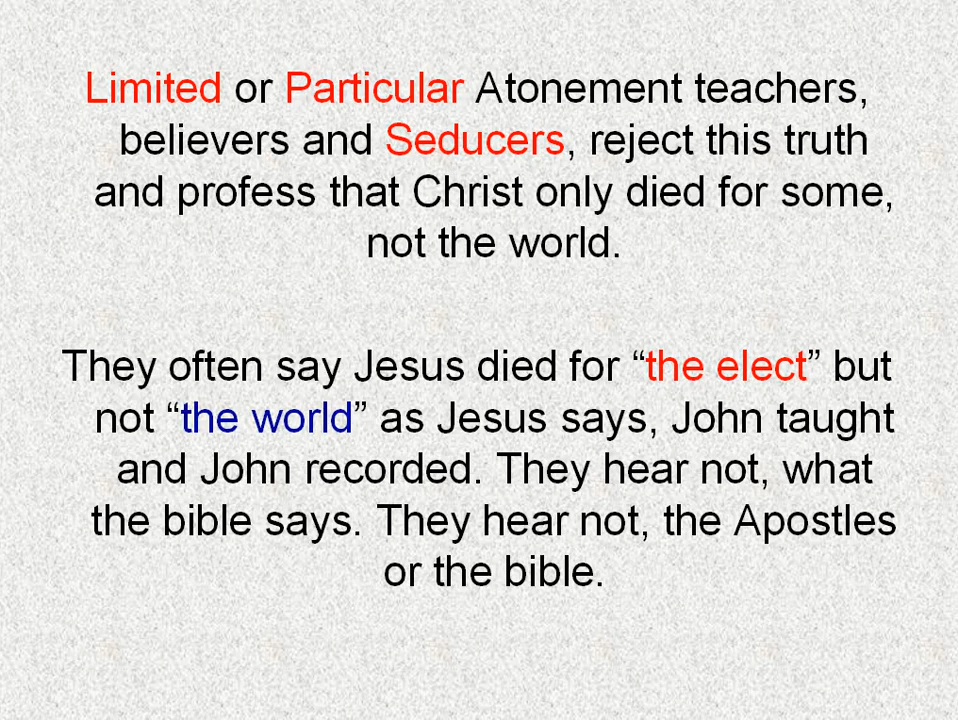 Limited or Particular Atonement teachers,
believers and Seducers, reject this truth
and profess that Christ only died for some,
not the world.
They often say Jesus died for “the elect” but
not “the world” as Jesus says, John taught
and John recorded. They hear not, what
the bible says. They hear not, the Apostles
or the bible.